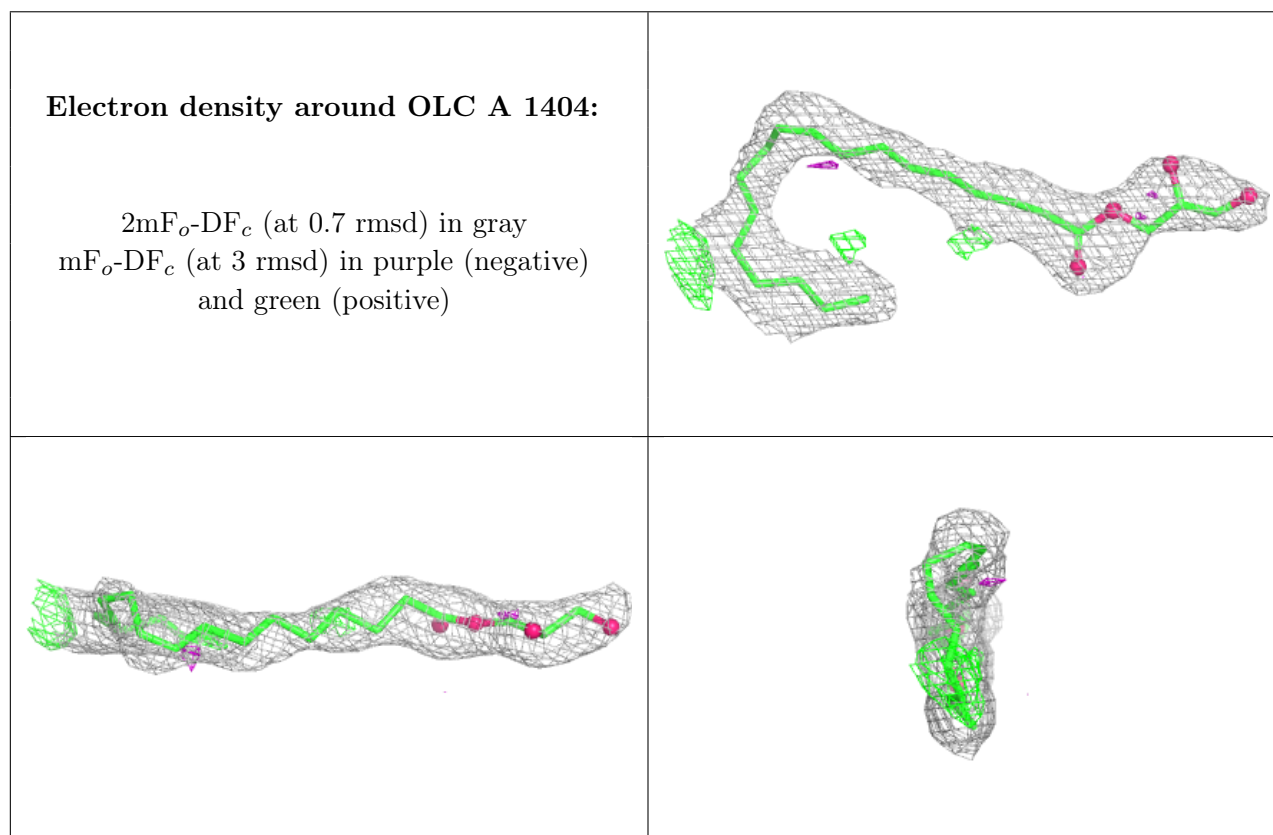 Electron density around OLC A 1404:
2mFₒ-DF𝒸 (at 0.7 rmsd) in gray
mFₒ-DF𝒸 (at 3 rmsd) in purple (negative)
and green (positive)